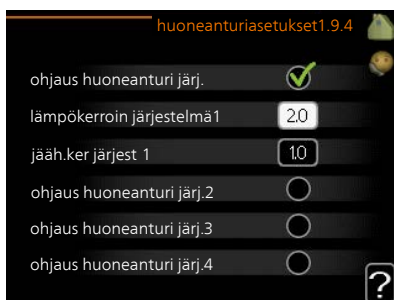 huoneanturiasetukset1.9.4
ohjaus huoneanturi järj.
lämpökerroin järjestelmä1 2.0
jääh.ker järjest 1 1.0
ohjaus huoneanturi järj.2
ohjaus huoneanturi järj.3
ohjaus huoneanturi järj.4
?